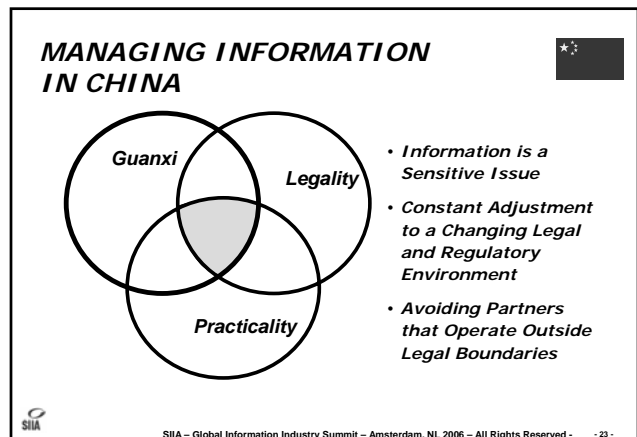 MANAGING INFORMATION
IN CHINA
Guanxi
Legality
Practicality
• Information is a
Sensitive Issue
• Constant Adjustment
to a Changing Legal
and Regulatory
Environment
• Avoiding Partners
that Operate Outside
Legal Boundaries
SIIA
SIIA – Global Information Industry Summit – Amsterdam, NL 2006 – All Rights Reserved - - 23 -